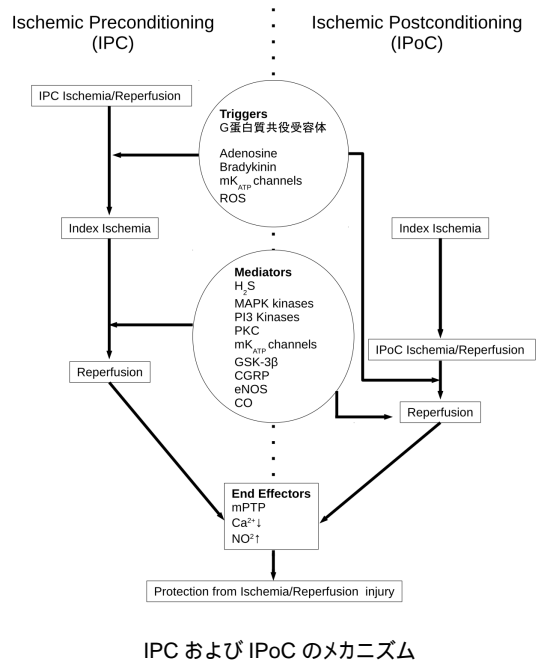 Ischemic Preconditioning
(IPC)
Ischemic Postconditioning
(IPoC)
IPC Ischemia/Reperfusion
Triggers
G蛋白質共役受容体
Adenosine
Bradykinin
mK_ATP channels
ROS
Index Ischemia
Index Ischemia
Mediators
H₂S
MAPK kinases
PI3 Kinases
PKC
mK_ATP channels
GSK-3β
CGRP
eNOS
CO
IPoC Ischemia/Reperfusion
Reperfusion
Reperfusion
End Effectors
mPTP
Ca²⁺↓
NO²↑
Protection from Ischemia/Reperfusion injury
IPC および IPoC のメカニズム